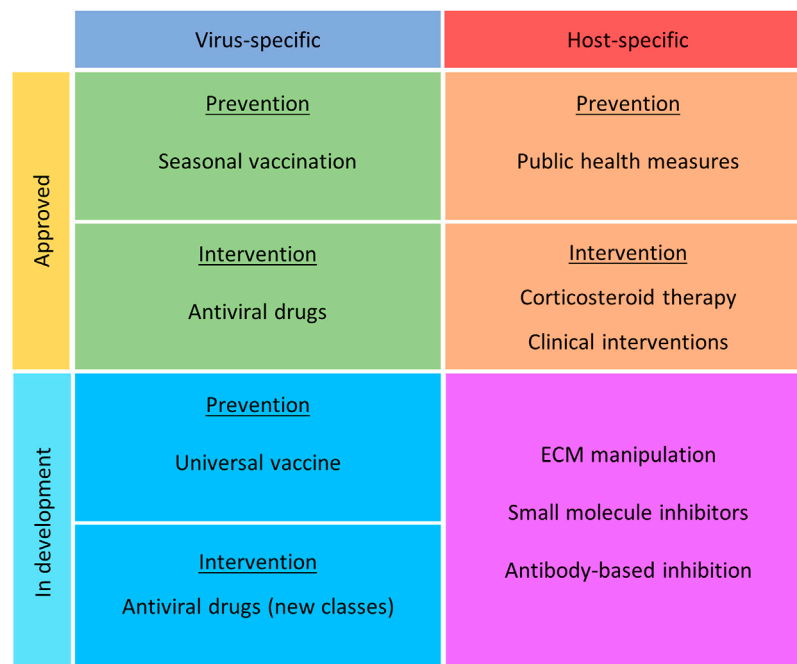 Virus-specific
Host-specific
Approved
Prevention
Seasonal vaccination
Prevention
Public health measures
Intervention
Antiviral drugs
Intervention
Corticosteroid therapy
Clinical interventions
In development
Prevention
Universal vaccine
Intervention
Antiviral drugs (new classes)
ECM manipulation
Small molecule inhibitors
Antibody-based inhibition